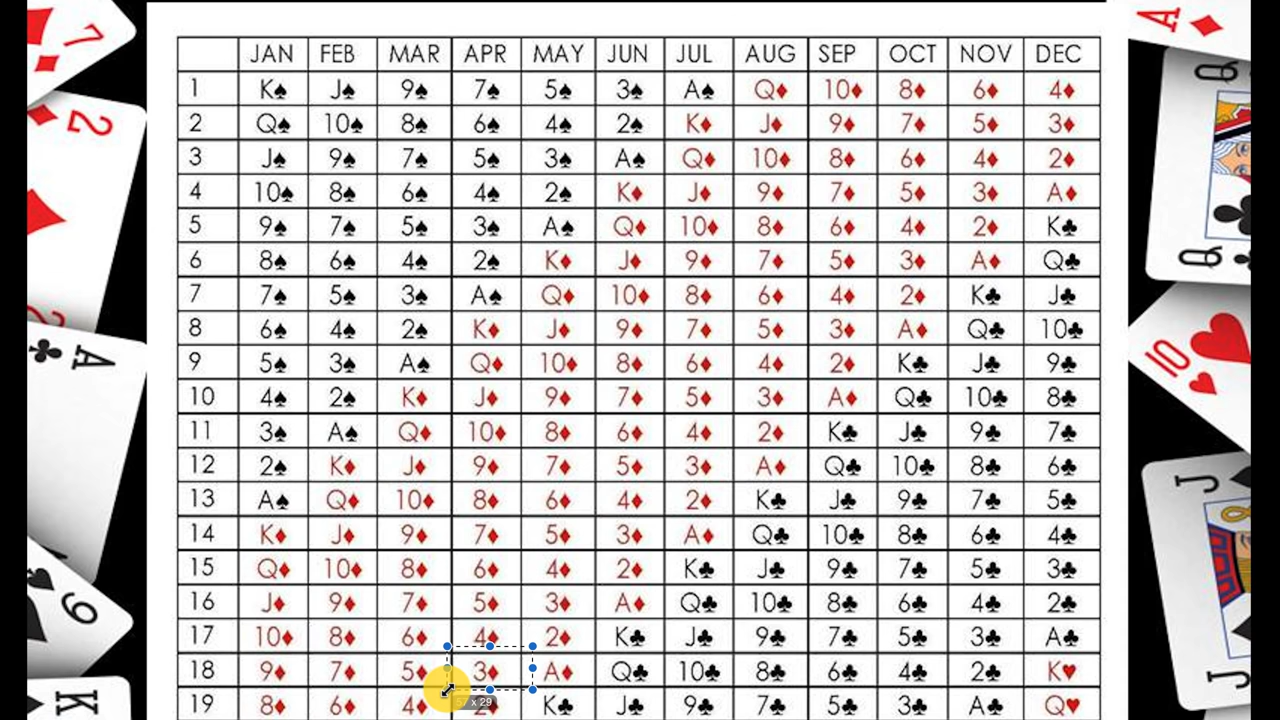 JAN FEB MAR APR MAY JUN JUL AUG SEP OCT NOV DEC
1 K♠ J♠ 9♠ 7♠ 5♠ 3♠ A♠ Q♦ 10♦ 8♦ 6♦ 4♦
2 Q♠ 10♠ 8♠ 6♠ 4♠ 2♠ K♦ J♦ 9♦ 7♦ 5♦ 3♦
3 J♠ 9♠ 7♠ 5♠ 3♠ A♠ Q♦ 10♦ 8♦ 6♦ 4♦ 2♦
4 10♠ 8♠ 6♠ 4♠ 2♠ K♦ J♦ 9♦ 7♦ 5♦ 3♦ A♦
5 9♠ 7♠ 5♠ 3♠ A♠ Q♦ 10♦ 8♦ 6♦ 4♦ 2♦ K♣
6 8♠ 6♠ 4♠ 2♠ K♦ J♦ 9♦ 7♦ 5♦ 3♦ A♦ Q♣
7 7♠ 5♠ 3♠ A♠ Q♦ 10♦ 8♦ 6♦ 4♦ 2♦ K♣ J♣
8 6♠ 4♠ 2♠ K♦ J♦ 9♦ 7♦ 5♦ 3♦ A♦ Q♣ 10♣
9 5♠ 3♠ A♠ Q♦ 10♦ 8♦ 6♦ 4♦ 2♦ K♣ J♣ 9♣
10 4♠ 2♠ K♦ J♦ 9♦ 7♦ 5♦ 3♦ A♦ Q♣ 10♣ 8♣
11 3♠ A♠ Q♦ 10♦ 8♦ 6♦ 4♦ 2♦ K♣ J♣ 9♣ 7♣
12 2♠ K♦ J♦ 9♦ 7♦ 5♦ 3♦ A♦ Q♣ 10♣ 8♣ 6♣
13 A♠ Q♦ 10♦ 8♦ 6♦ 4♦ 2♦ K♣ J♣ 9♣ 7♣ 5♣
14 K♦ J♦ 9♦ 7♦ 5♦ 3♦ A♦ Q♣ 10♣ 8♣ 6♣ 4♣
15 Q♦ 10♦ 8♦ 6♦ 4♦ 2♦ K♣ J♣ 9♣ 7♣ 5♣ 3♣
16 J♦ 9♦ 7♦ 5♦ 3♦ A♦ Q♣ 10♣ 8♣ 6♣ 4♣ 2♣
17 10♦ 8♦ 6♦ 4♦ 2♦ K♣ J♣ 9♣ 7♣ 5♣ 3♣ A♣
18 9♦ 7♦ 5♦ 3♦ A♦ Q♣ 10♣ 8♣ 6♣ 4♣ 2♣ K♥
19 8♦ 6♦ 4♦ 2♦ K♣ J♣ 9♣ 7♣ 5♣ 3♣ A♣ Q♥
7
2
2
A
9
K
A
Q
Q
10
J
J